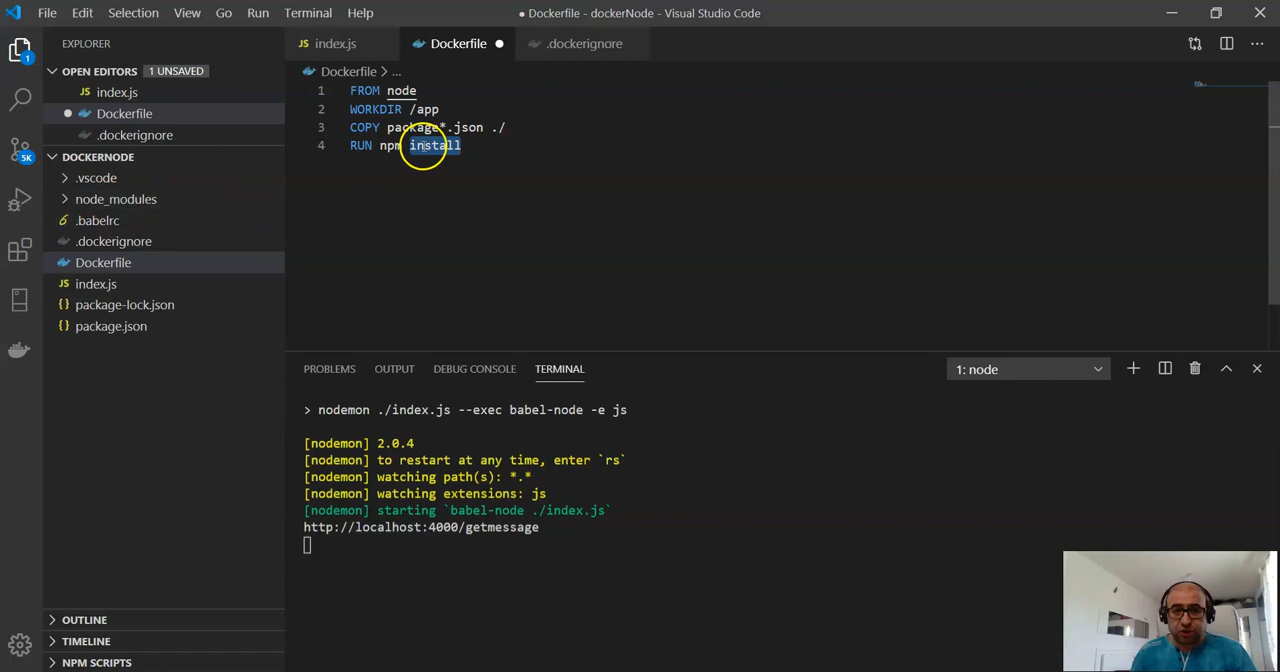 File Edit Selection View Go Run Terminal Help
● Dockerfile - dockerNode - Visual Studio Code
EXPLORER
JS index.js
Dockerfile
.dockerignore
1
OPEN EDITORS 1 UNSAVED
JS index.js
Dockerfile
.dockerignore
5K
DOCKERNODE
.vscode
node_modules
.babelrc
.dockerignore
Dockerfile
JS index.js
{} package-lock.json
{} package.json
OUTLINE
TIMELINE
NPM SCRIPTS
Dockerfile > ...
1 FROM node
2 WORKDIR /app
3 COPY package*.json ./
4 RUN npm install
PROBLEMS OUTPUT DEBUG CONSOLE TERMINAL
1: node
> nodemon ./index.js --exec babel-node -e js
[nodemon] 2.0.4
[nodemon] to restart at any time, enter `rs`
[nodemon] watching path(s): *.*
[nodemon] watching extensions: js
[nodemon] starting `babel-node ./index.js`
http://localhost:4000/getmessage